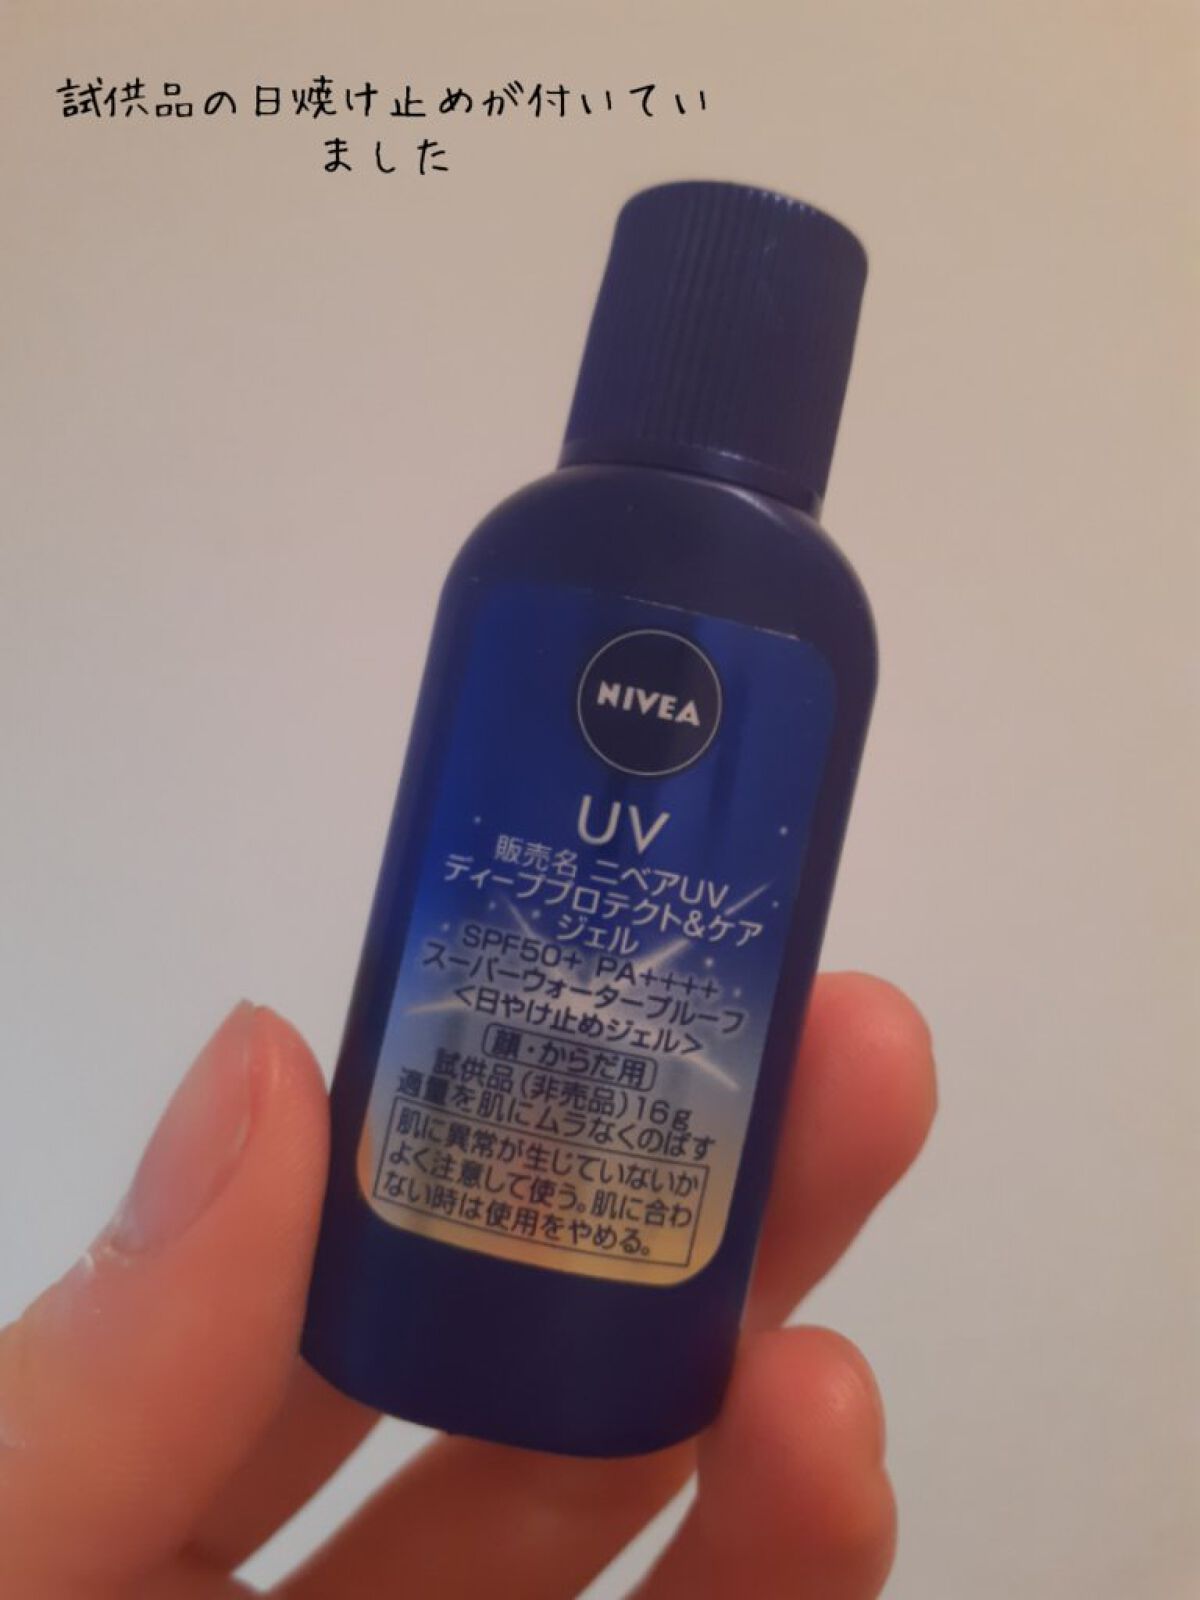 試供品の日焼け止めが付いてい
ました
NIVEA
UV
販売名 ニベアUV
ディーププロテクト&ケア
ジェル
SPF50+ PA++++
スーパーウォータープルーフ
<日やけ止めジェル>
顔・からだ用
試供品(非売品)16g
適量を肌にムラなくのばす
肌に異常が生じていないか
よく注意して使う。肌に合わ
ない時は使用をやめる。